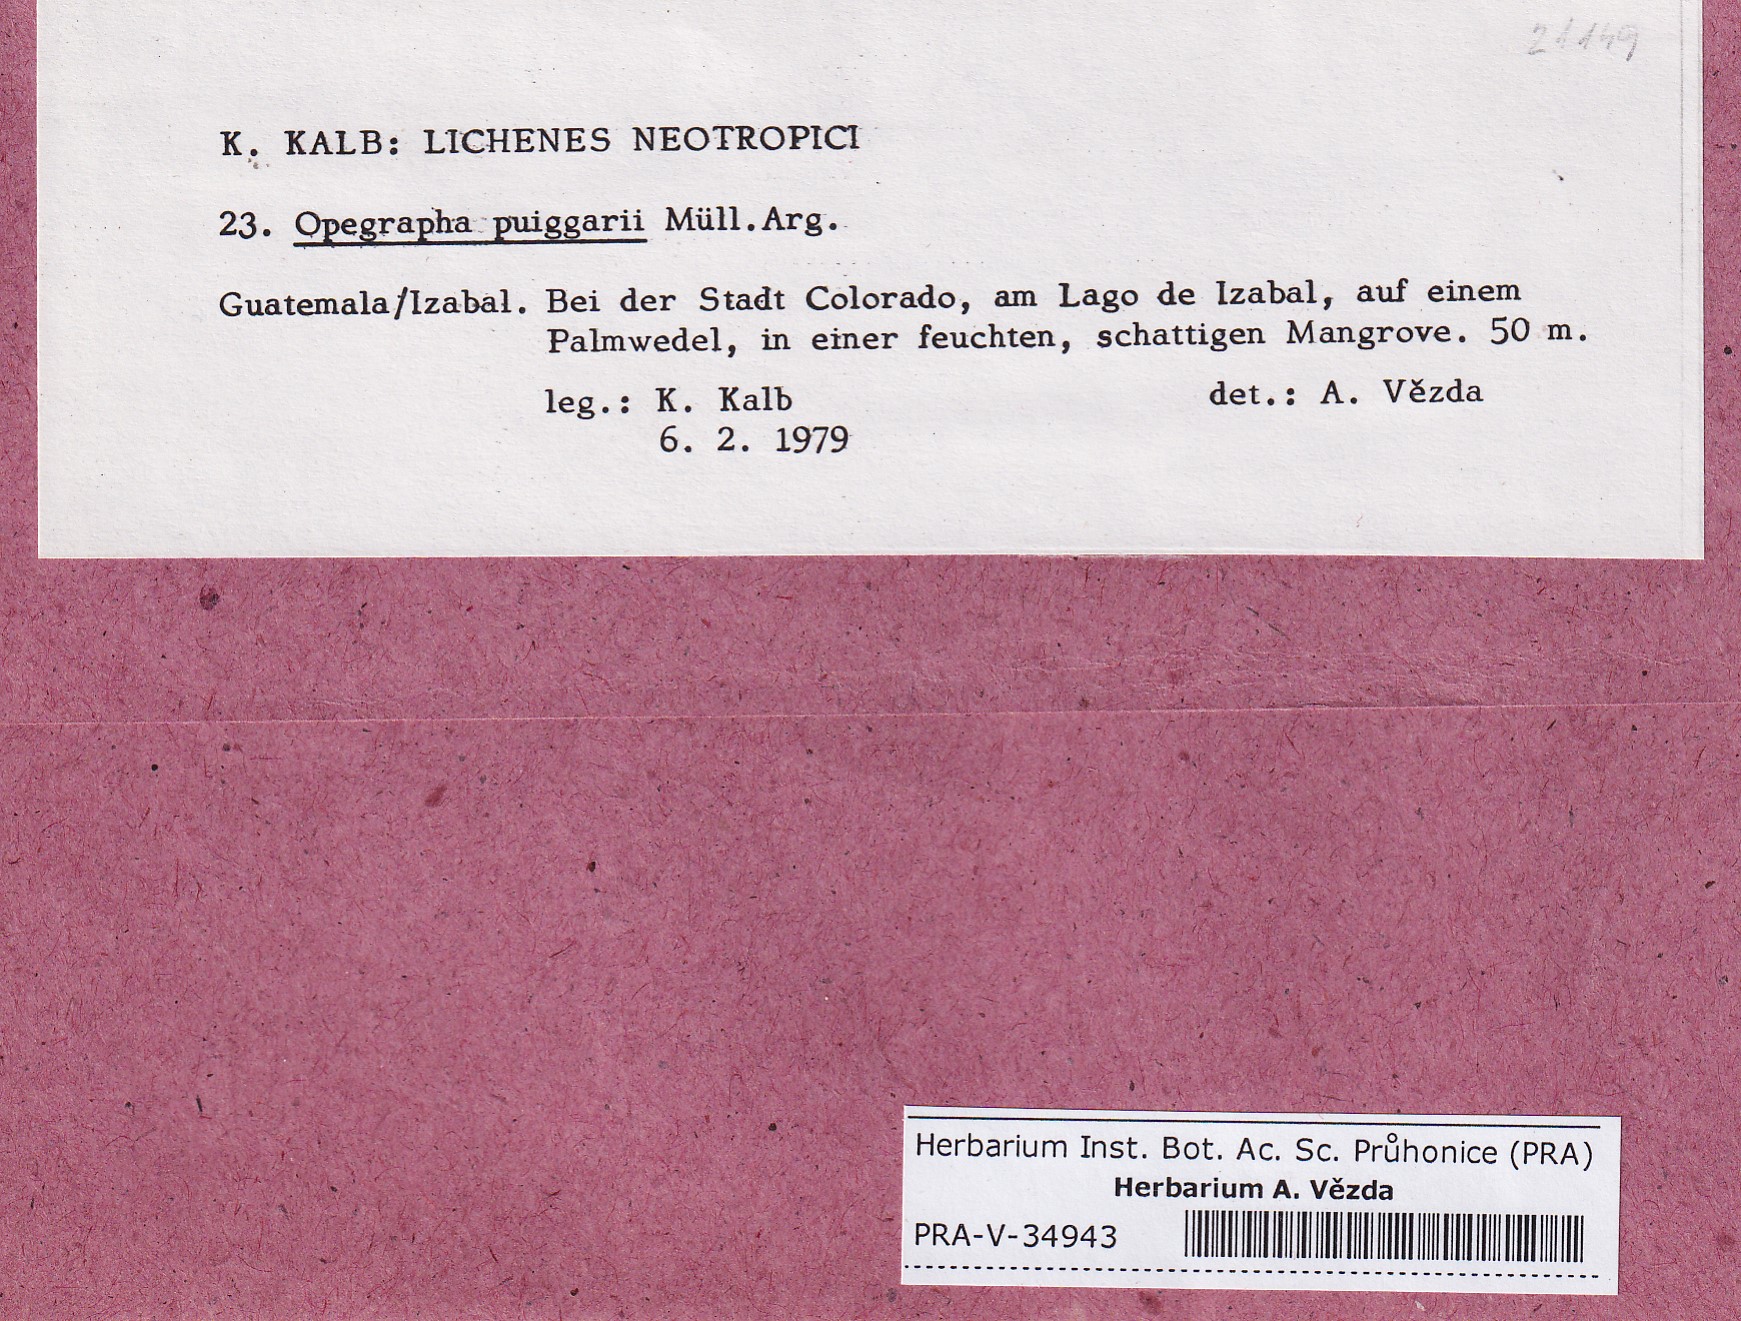 21149
K. KALB: LICHENES NEOTROPICI
23. Opegrapha puiggarii Müll.Arg.
Guatemala/Izabal. Bei der Stadt Colorado, am Lago de Izabal, auf einem
Palmwedel, in einer feuchten, schattigen Mangrove. 50 m.
leg.: K. Kalb det.: A. Vězda
6. 2. 1979
Herbarium Inst. Bot. Ac. Sc. Průhonice (PRA)
Herbarium A. Vězda
PRA-V-34943